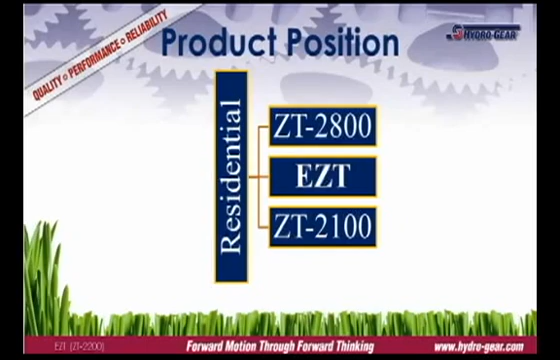 QUALITY ○ PERFORMANCE ○ RELIABILITY
Product Position
HYDRO-GEAR
Residential
ZT-2800
EZT
ZT-2100
EZT (ZT-2200)
Forward Motion Through Forward Thinking
www.hydro-gear.com